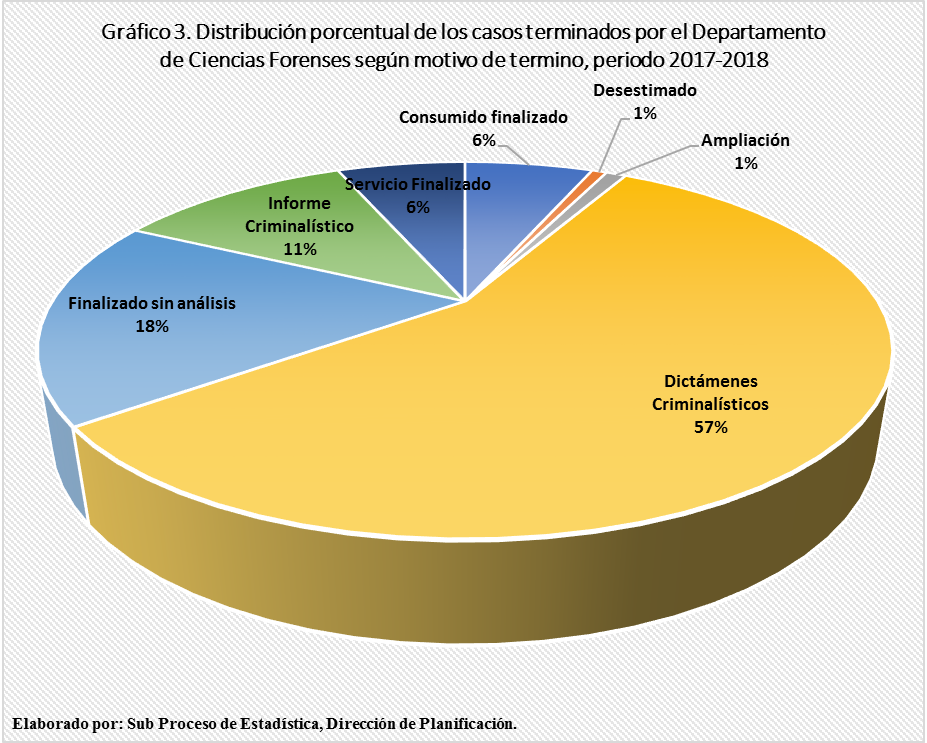 Gráfico 3. Distribución porcentual de los casos terminados por el Departamento
de Ciencias Forenses según motivo de termino, periodo 2017-2018
Desestimado
1%
Consumido finalizado
6%
Ampliación
1%
Servicio Finalizado
6%
Informe
Criminalístico
11%
Finalizado sin análisis
18%
Dictámenes
Criminalísticos
57%
Elaborado por: Sub Proceso de Estadística, Dirección de Planificación.